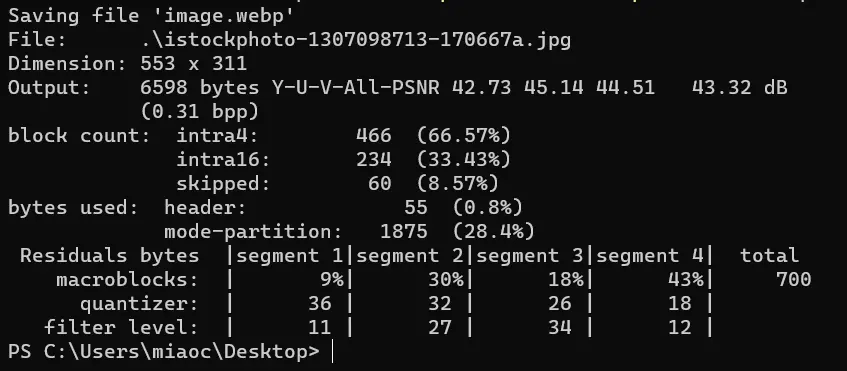 Saving file 'image.webp'
File:      .\istockphoto-1307098713-170667a.jpg
Dimension: 553 x 311
Output:    6598 bytes Y-U-V-All-PSNR 42.73 45.14 44.51   43.32 dB
           (0.31 bpp)
block count:  intra4:        466  (66.57%)
              intra16:       234  (33.43%)
              skipped:        60  (8.57%)
bytes used:  header:             55  (0.8%)
             mode-partition:   1875  (28.4%)
 Residuals bytes  |segment 1|segment 2|segment 3|segment 4|  total
    macroblocks:  |       9%|      30%|      18%|      43%|     700
      quantizer:  |      36 |      32 |      26 |      18 |
   filter level:  |      11 |      27 |      34 |      12 |
PS C:\Users\miaoc\Desktop>